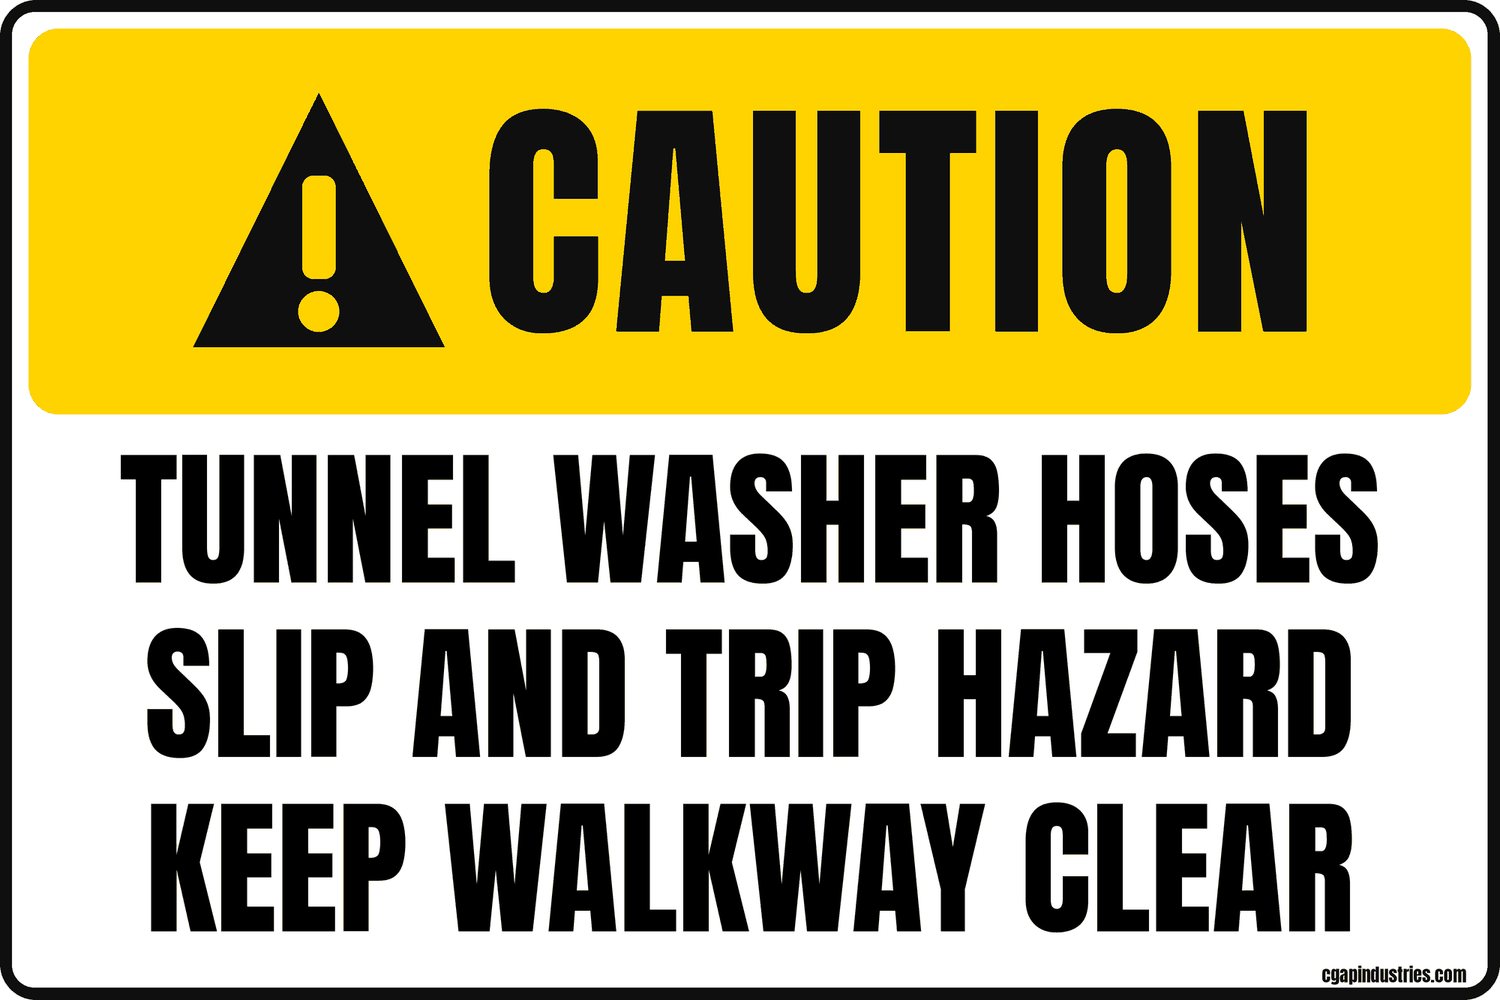 CAUTION
TUNNEL WASHER HOSES
SLIP AND TRIP HAZARD
KEEP WALKWAY CLEAR
cgapindustries.com